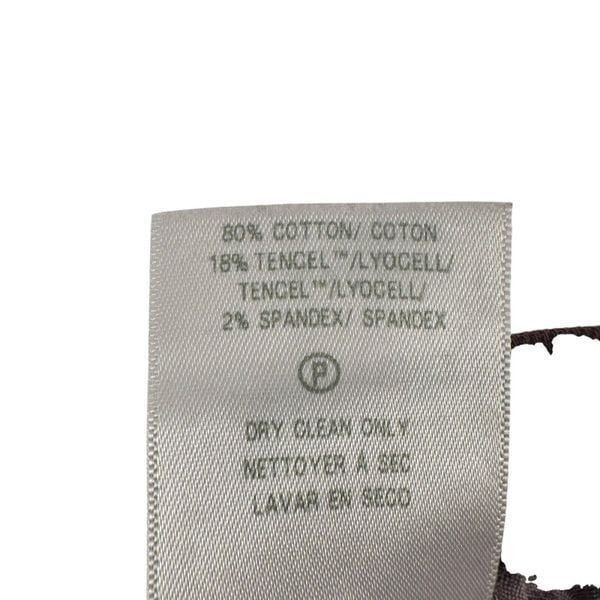 80% COTTON/ COTON
18% TENCEL™/LYOCELL/
TENCEL™/LYOCELL/
2% SPANDEX/ SPANDEX
P
DRY CLEAN ONLY
NETTOYER À SEC
LAVAR EN SECO